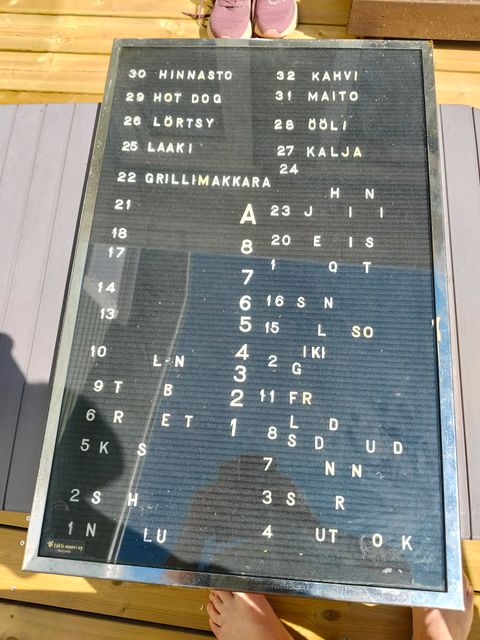 30 HINNASTO 32 KAHVI
29 HOT DOG 31 MAITO
26 LÖRTSY 28 ÖÖLI
25 LAAKI 27 KALJA
24
22 GRILLIMAKKARA
H N
21 A 23 J I I
18 8 20 E I S
17 1 Q T
7
14 6 16 S N
13 5 15 L SO
10 L-N 4 2 IKI
3 G
9 T B 2 11 FR
6 R E T 1 8 L D
S D U D
5 K S
7 N N
2 S H 3 S R
1 N LU 4 UT O K